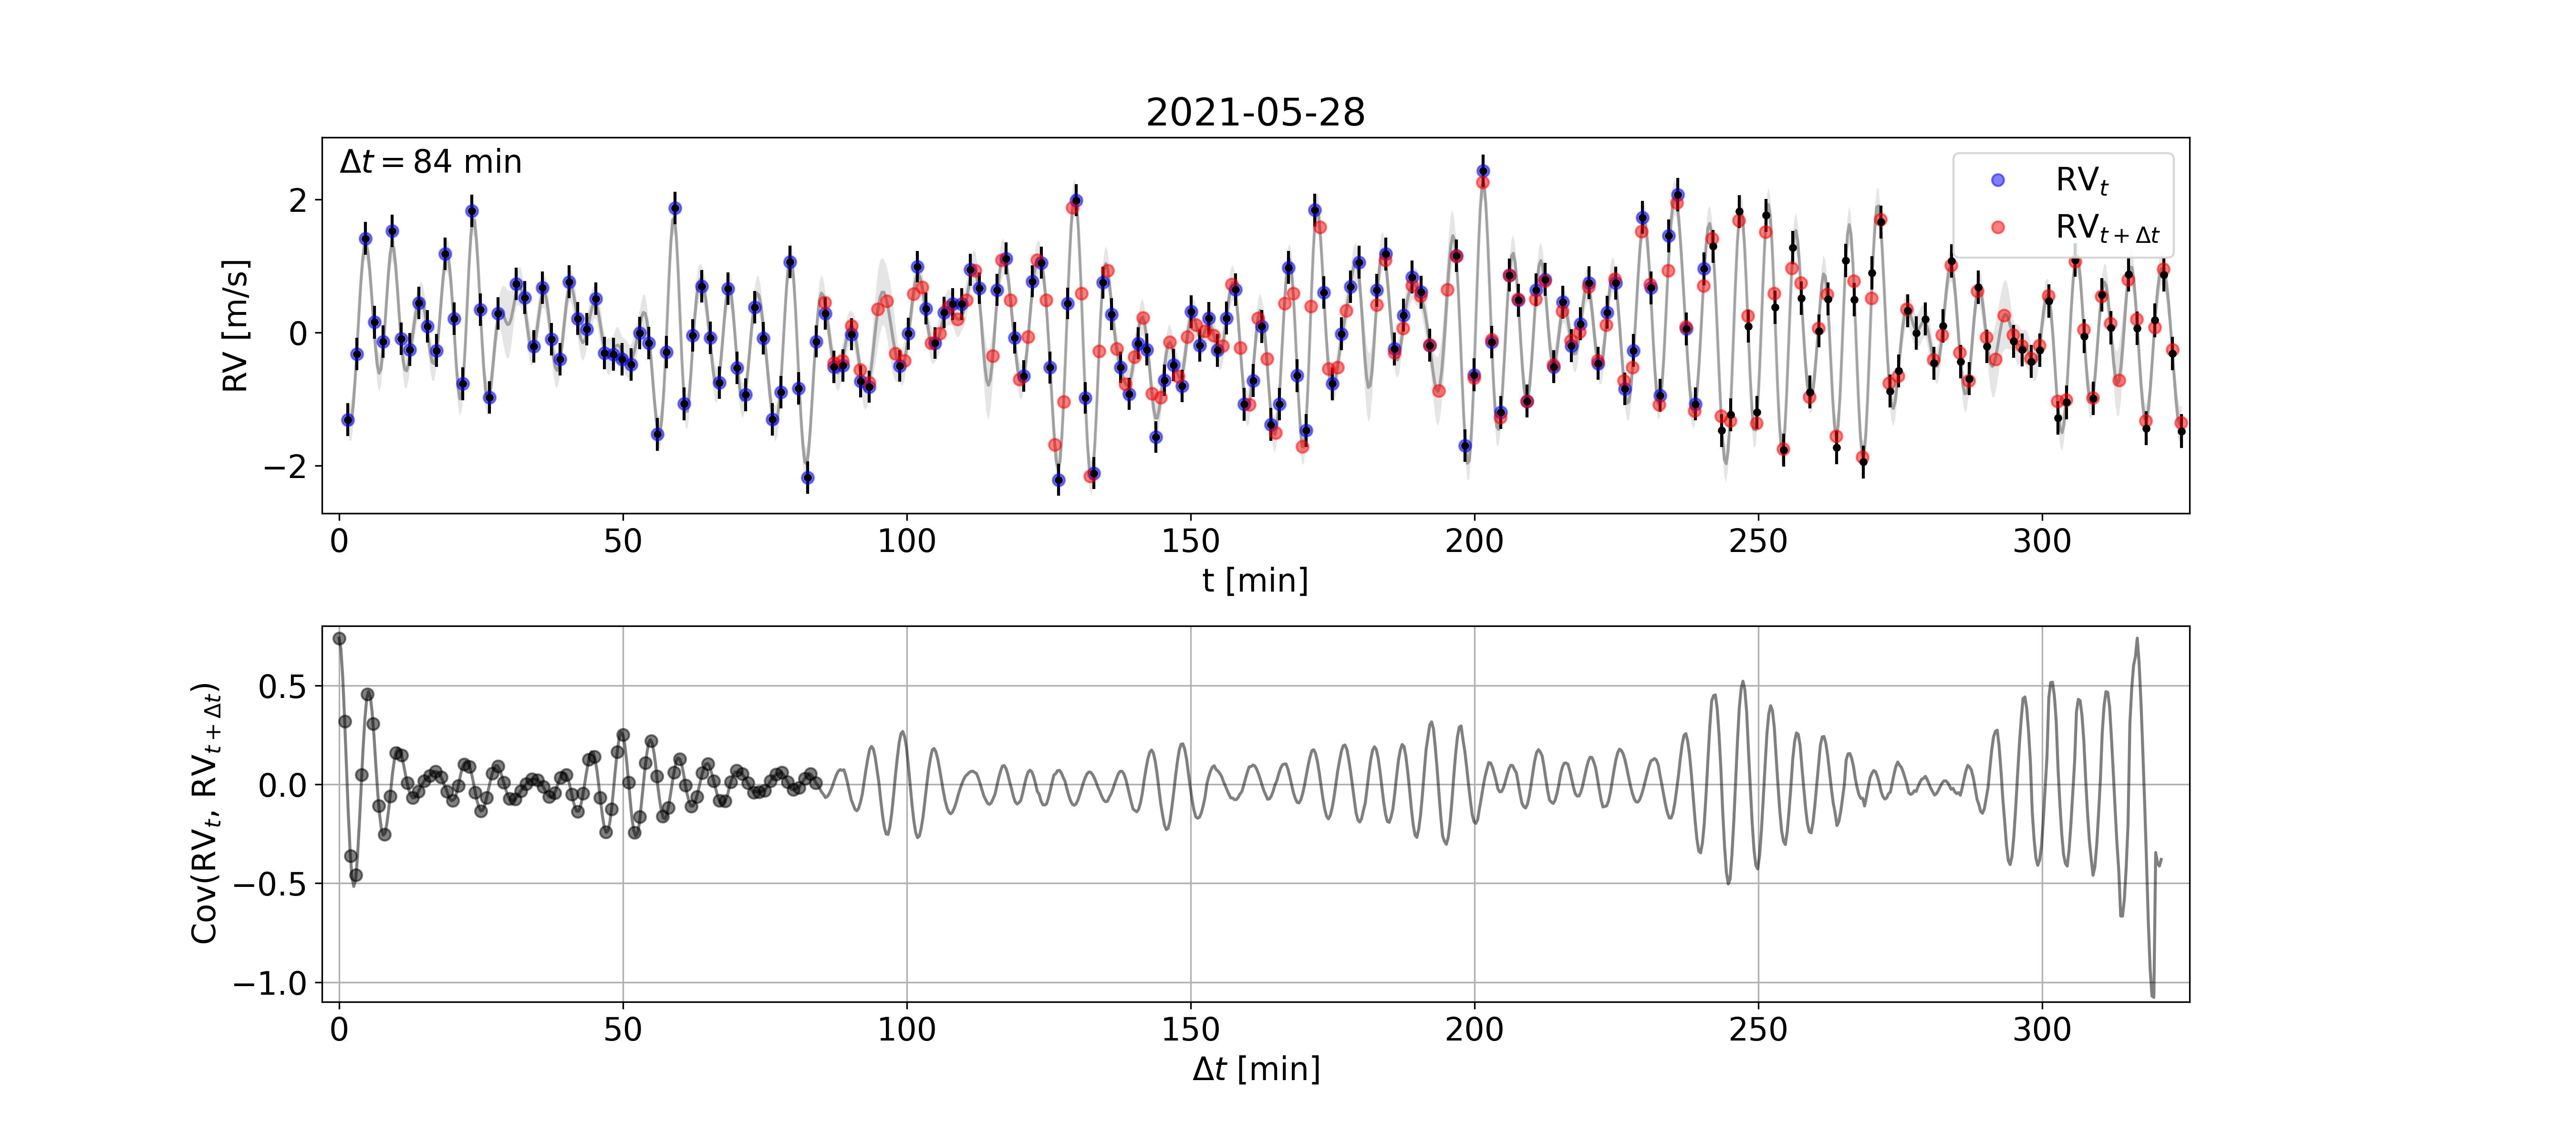 2021-05-28
Δt = 84 min
RV_t
RV_{t+Δt}
2
0
−2
RV [m/s]
0 50 100 150 200 250 300
t [min]
0.5
0.0
−0.5
−1.0
Cov(RV_t, RV_{t+Δt})
0 50 100 150 200 250 300
Δt [min]